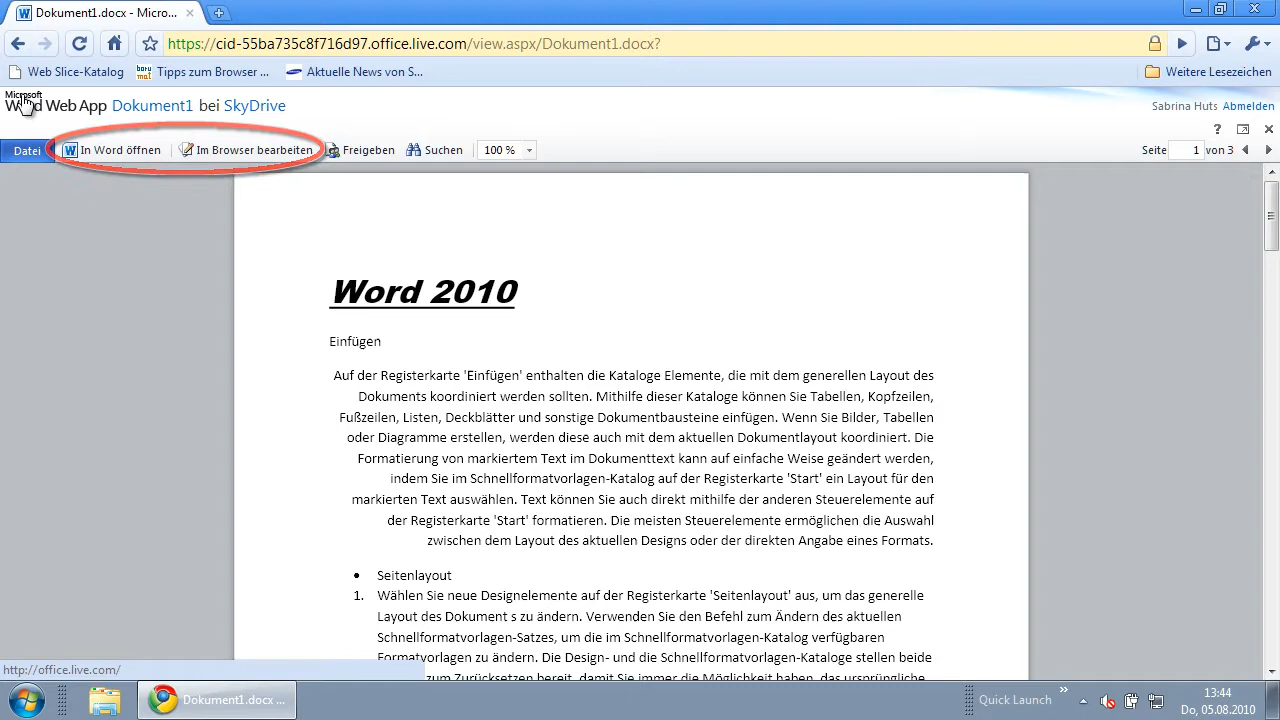 Dokument1.docx - Micros...
https://cid-55ba735c8f716d97.office.live.com/view.aspx/Dokument1.docx?
Web Slice-Katalog
Tipps zum Browser ...
Aktuelle News von S...
Weitere Lesezeichen
Microsoft
Word Web App Dokument1 bei SkyDrive
Sabrina Huts Abmelden
Datei In Word öffnen Im Browser bearbeiten Freigeben Suchen 100 % Seite 1 von 3
Word 2010
Einfügen
Auf der Registerkarte 'Einfügen' enthalten die Kataloge Elemente, die mit dem generellen Layout des
Dokuments koordiniert werden sollten. Mithilfe dieser Kataloge können Sie Tabellen, Kopfzeilen,
Fußzeilen, Listen, Deckblätter und sonstige Dokumentbausteine einfügen. Wenn Sie Bilder, Tabellen
oder Diagramme erstellen, werden diese auch mit dem aktuellen Dokumentlayout koordiniert. Die
Formatierung von markiertem Text im Dokumenttext kann auf einfache Weise geändert werden,
indem Sie im Schnellformatvorlagen-Katalog auf der Registerkarte 'Start' ein Layout für den
markierten Text auswählen. Text können Sie auch direkt mithilfe der anderen Steuerelemente auf
der Registerkarte 'Start' formatieren. Die meisten Steuerelemente ermöglichen die Auswahl
zwischen dem Layout des aktuellen Designs oder der direkten Angabe eines Formats.
• Seitenlayout
1. Wählen Sie neue Designelemente auf der Registerkarte 'Seitenlayout' aus, um das generelle
Layout des Dokument s zu ändern. Verwenden Sie den Befehl zum Ändern des aktuellen
Schnellformatvorlagen-Satzes, um die im Schnellformatvorlagen-Katalog verfügbaren
Formatvorlagen zu ändern. Die Design- und die Schnellformatvorlagen-Kataloge stellen beide
zum Zurücksetzen bereit, damit Sie immer die Möglichkeit haben, das ursprüngliche
http://office.live.com/
Dokument1.docx ...
Quick Launch
13:44
Do, 05.08.2010